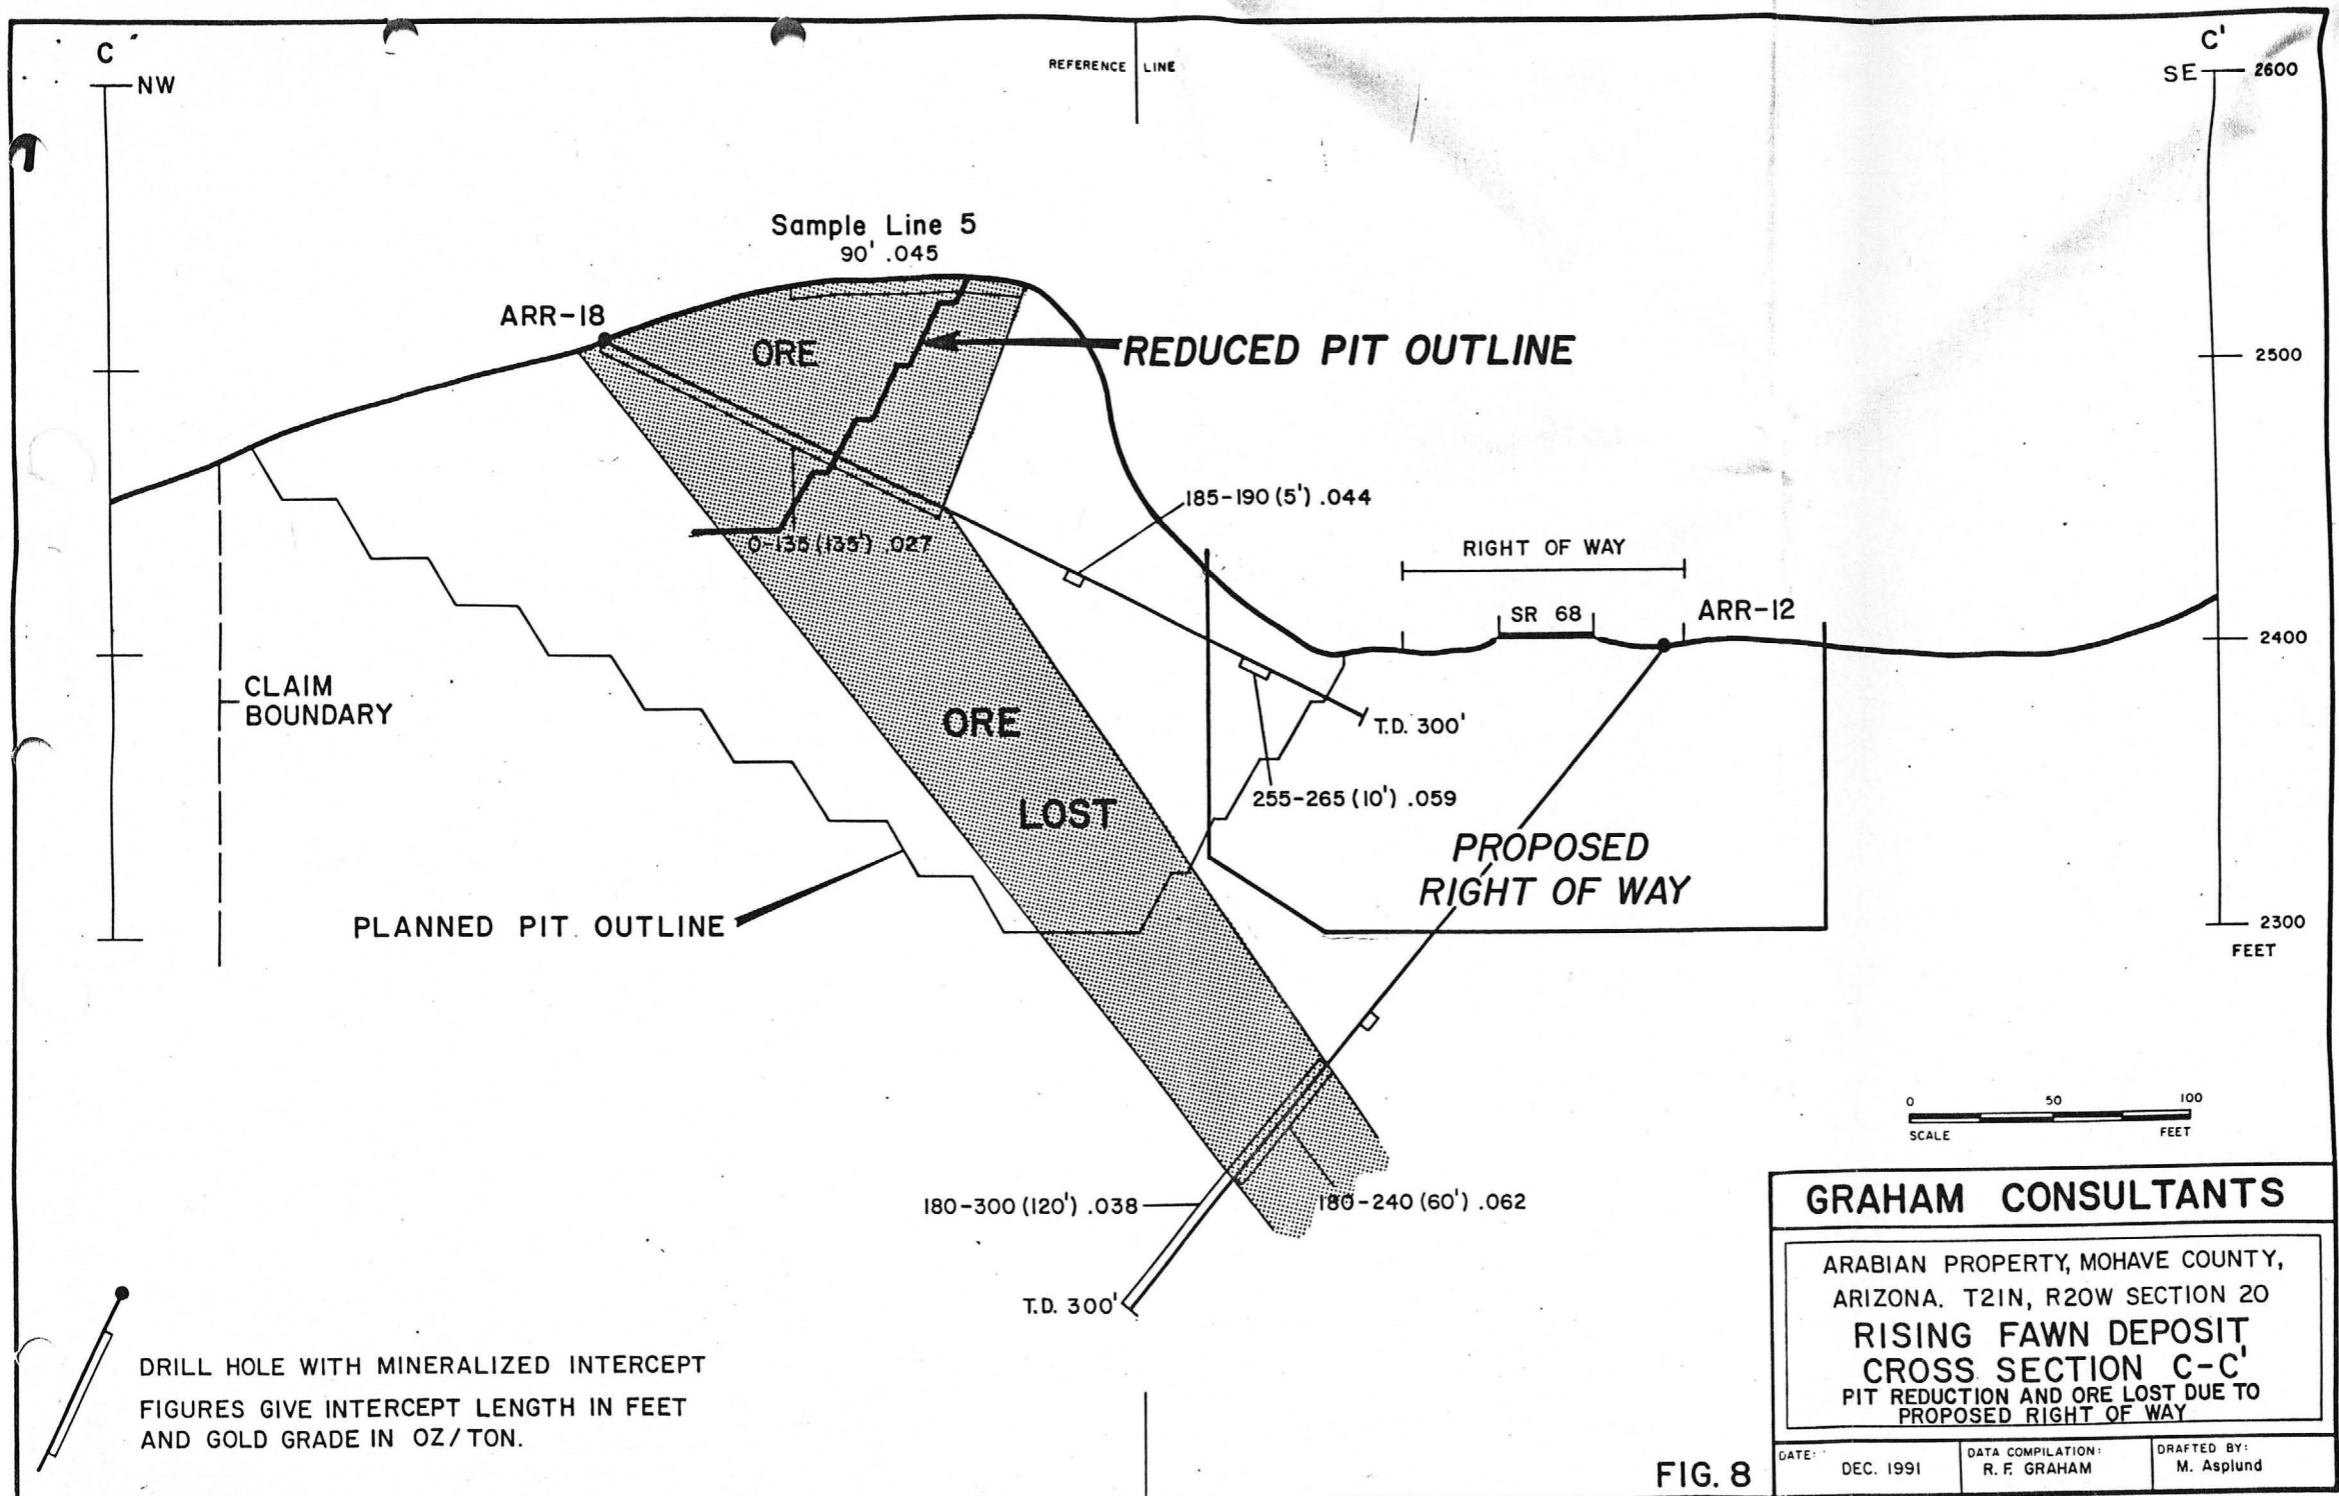 C
NW
REFERENCE LINE
C'
SE
2600
Sample Line 5
90' .045
ARR-18
ORE
REDUCED PIT OUTLINE
2500
185-190 (5') .044
0-135 (135') .027
RIGHT OF WAY
SR 68
ARR-12
2400
CLAIM
BOUNDARY
ORE
LOST
T.D. 300'
255-265 (10') .059
PROPOSED
RIGHT OF WAY
PLANNED PIT OUTLINE
2300
FEET
0 50 100
SCALE FEET
180-300 (120') .038
180-240 (60') .062
T.D. 300'
DRILL HOLE WITH MINERALIZED INTERCEPT
FIGURES GIVE INTERCEPT LENGTH IN FEET
AND GOLD GRADE IN OZ/TON.
GRAHAM CONSULTANTS
ARABIAN PROPERTY, MOHAVE COUNTY,
ARIZONA. T21N, R20W SECTION 20
RISING FAWN DEPOSIT
CROSS SECTION C-C'
PIT REDUCTION AND ORE LOST DUE TO
PROPOSED RIGHT OF WAY
DATE: DEC. 1991
DATA COMPILATION:
R. F. GRAHAM
DRAFTED BY:
M. Asplund
FIG. 8